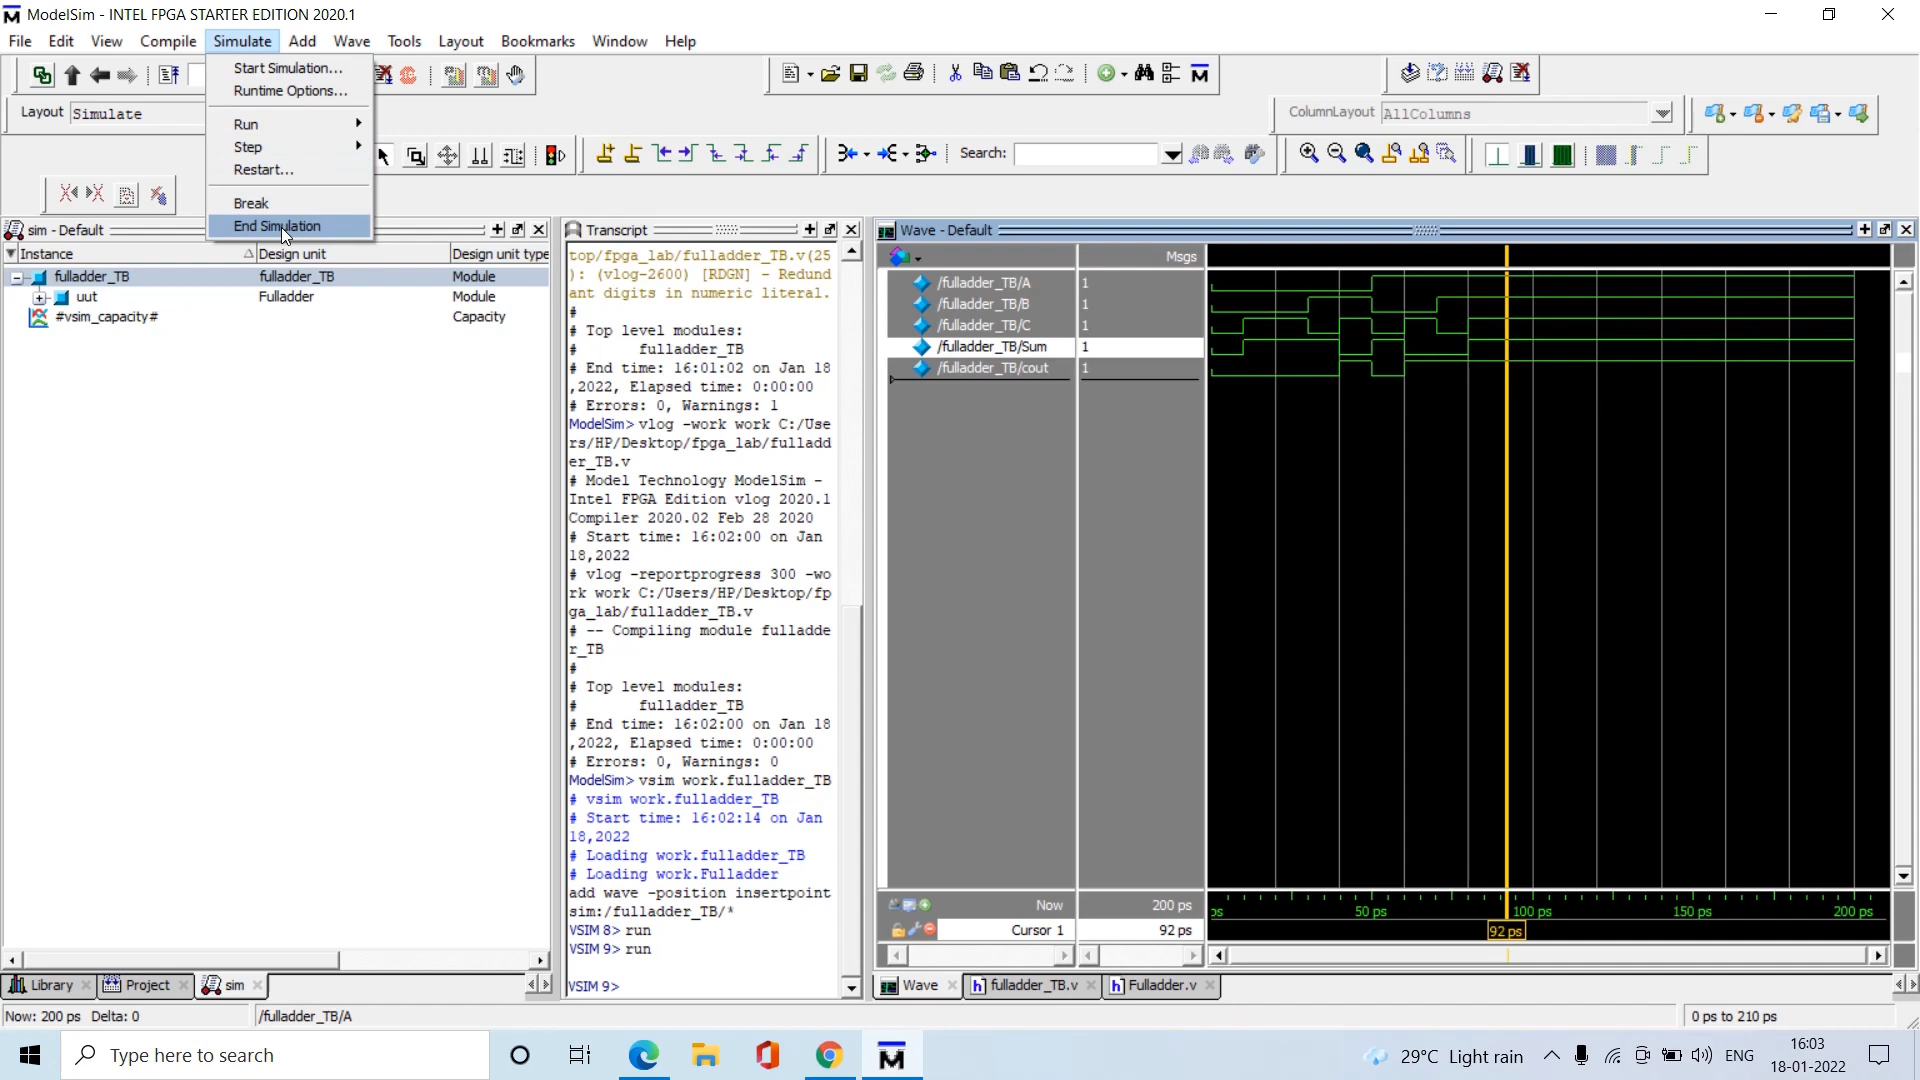 ModelSim - INTEL FPGA STARTER EDITION 2020.1
File Edit View Compile Simulate Add Wave Tools Layout Bookmarks Window Help
Start Simulation...
Runtime Options...
Run
Step
Restart...
Break
End Simulation
Layout Simulate
ColumnLayout AllColumns
Search:
sim - Default
Instance Design unit Design unit type
fulladder_TB fulladder_TB Module
uut Fulladder Module
#vsim_capacity# Capacity
Transcript
top/fpga_lab/fulladder_TB.v(25
): (vlog-2600) [RDGN] - Redund
ant digits in numeric literal.
#
# Top level modules:
# fulladder_TB
# End time: 16:01:02 on Jan 18
,2022, Elapsed time: 0:00:00
# Errors: 0, Warnings: 1
ModelSim> vlog -work work C:/Use
rs/HP/Desktop/fpga_lab/fulladd
er_TB.v
# Model Technology ModelSim -
Intel FPGA Edition vlog 2020.1
Compiler 2020.02 Feb 28 2020
# Start time: 16:02:00 on Jan
18,2022
# vlog -reportprogress 300 -wo
rk work C:/Users/HP/Desktop/fp
ga_lab/fulladder_TB.v
# -- Compiling module fulladde
r_TB
#
# Top level modules:
# fulladder_TB
# End time: 16:02:00 on Jan 18
,2022, Elapsed time: 0:00:00
# Errors: 0, Warnings: 0
ModelSim> vsim work.fulladder_TB
# vsim work.fulladder_TB
# Start time: 16:02:14 on Jan
18,2022
# Loading work.fulladder_TB
# Loading work.Fulladder
add wave -position insertpoint
sim:/fulladder_TB/*
VSIM 8> run
VSIM 9> run
VSIM 9>
Wave - Default
Msgs
/fulladder_TB/A 1
/fulladder_TB/B 1
/fulladder_TB/C 1
/fulladder_TB/Sum 1
/fulladder_TB/cout 1
Now 200 ps
ps 50 ps 100 ps 150 ps 200 ps
Cursor 1 92 ps
92 ps
Library Project sim
Wave fulladder_TB.v Fulladder.v
Now: 200 ps Delta: 0 /fulladder_TB/A 0 ps to 210 ps
Type here to search
29°C Light rain ENG
16:03
18-01-2022